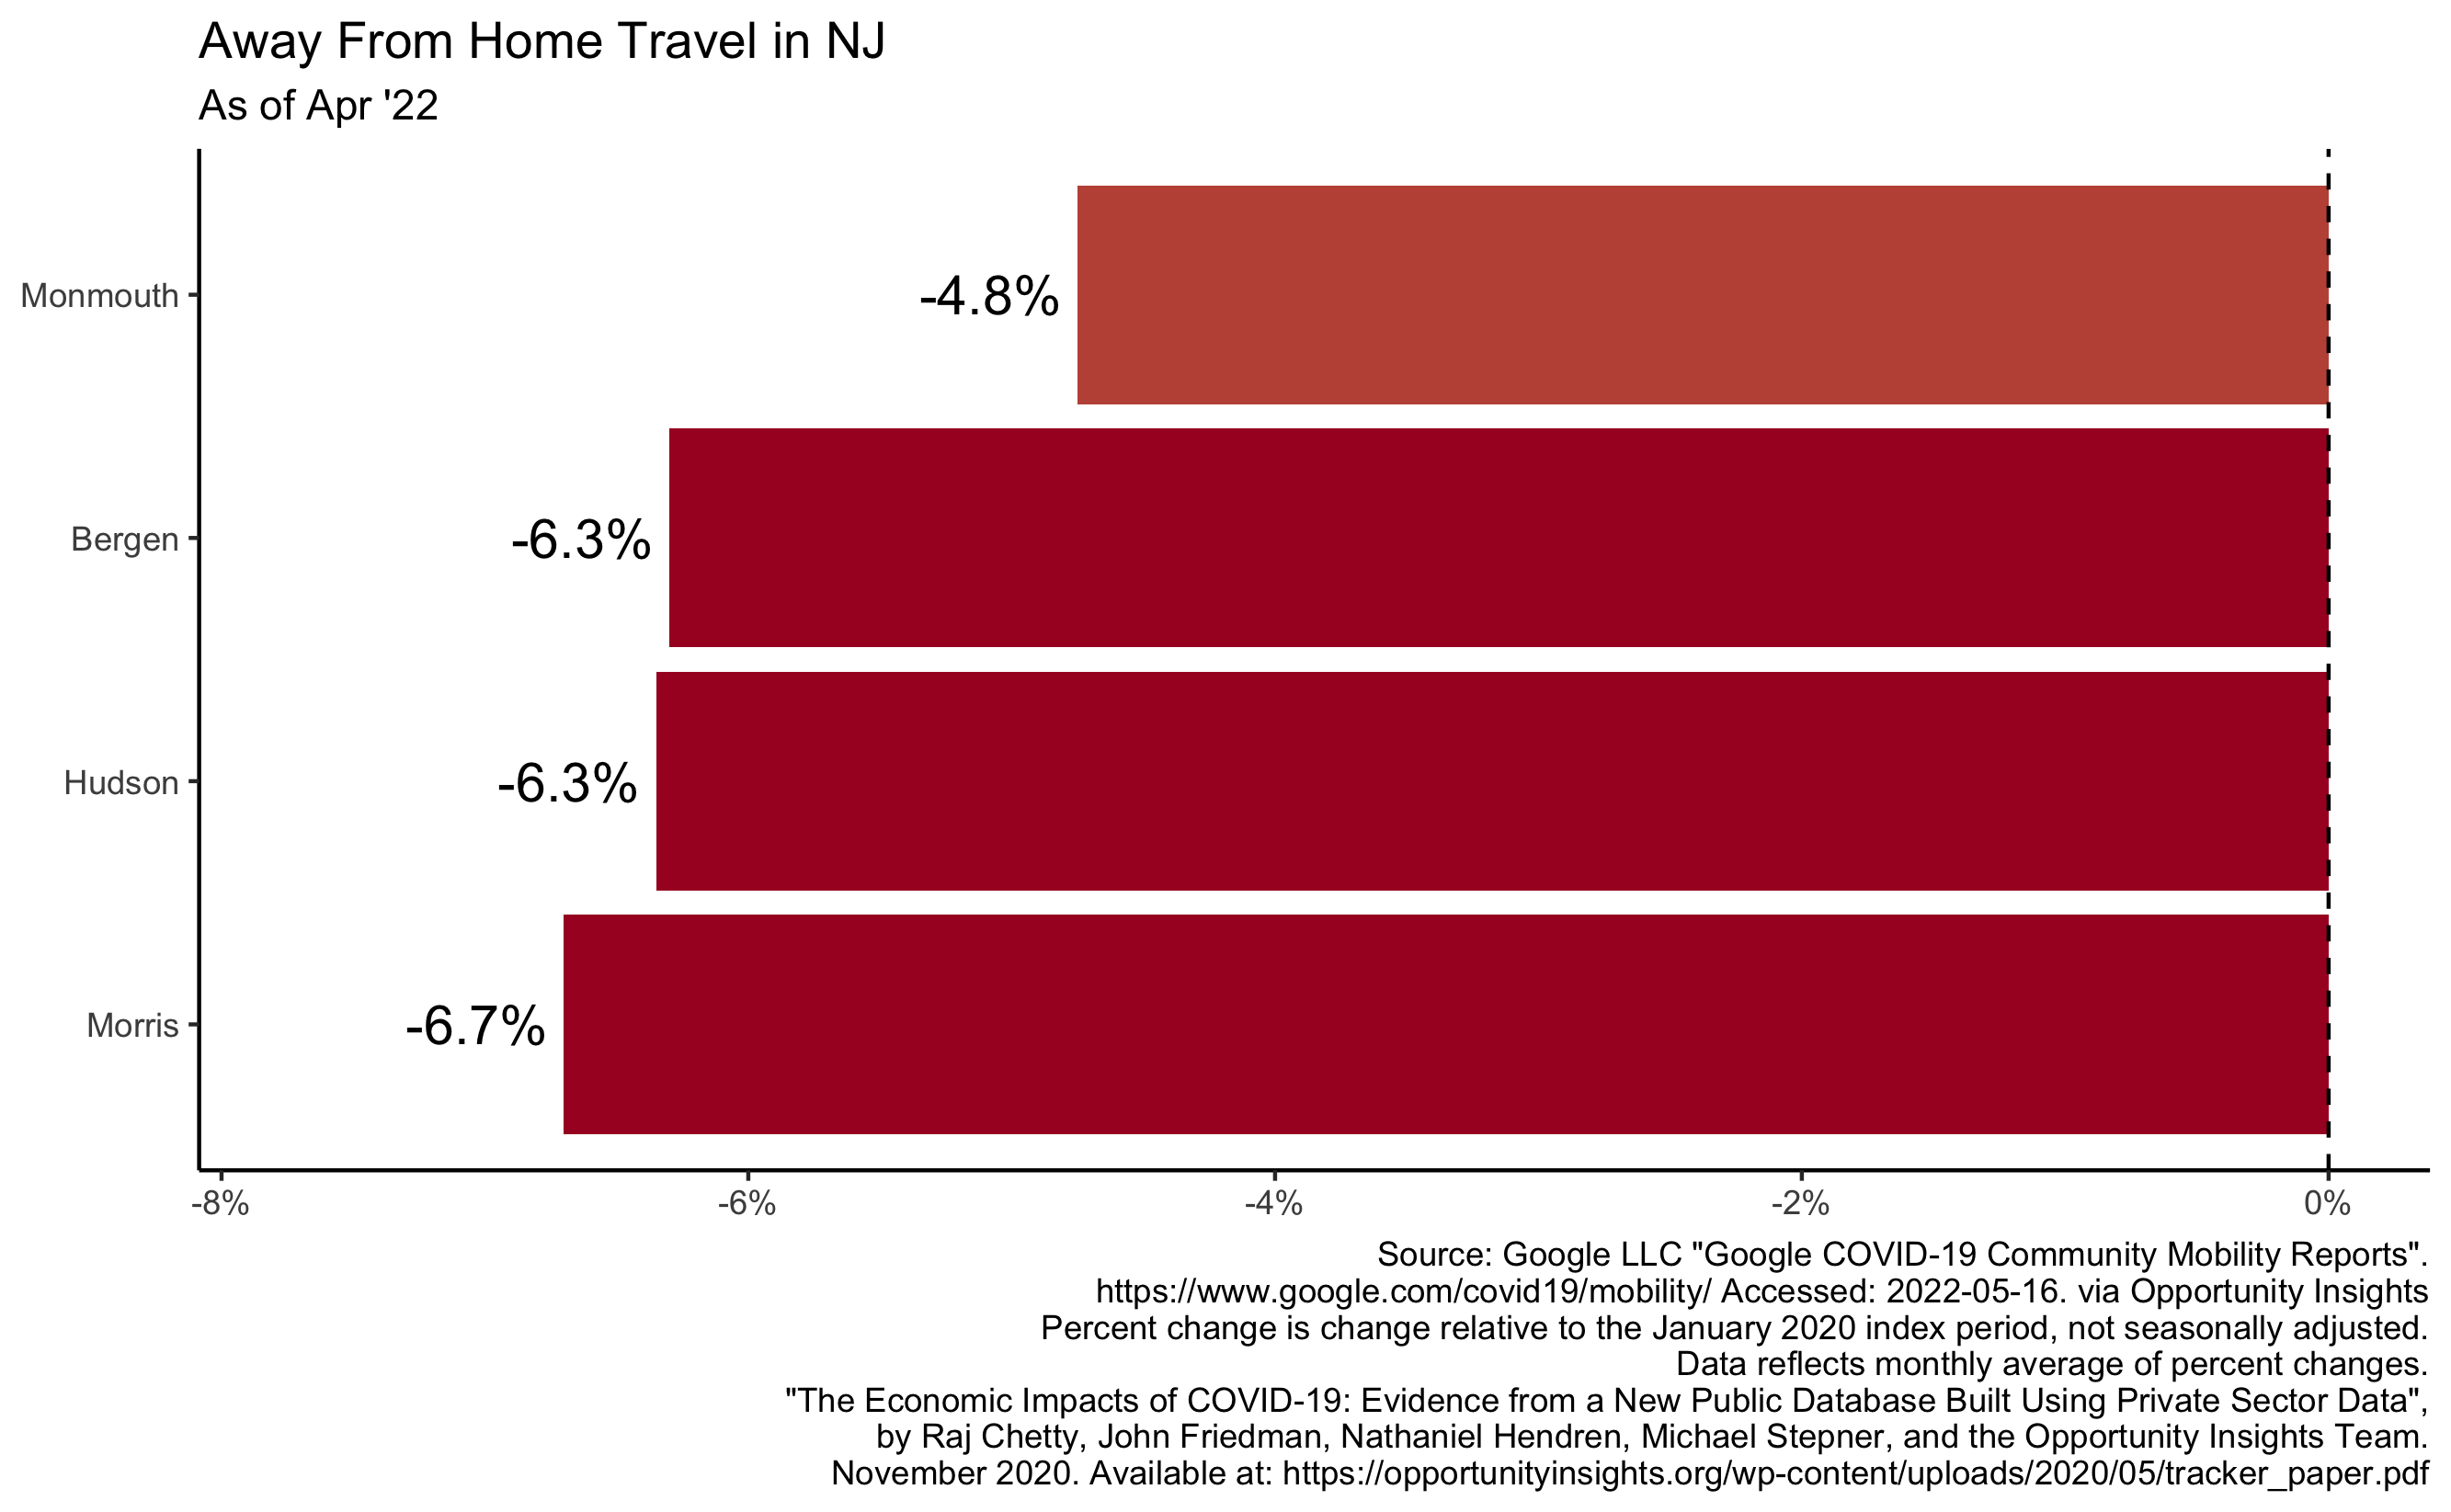 Away From Home Travel in NJ
As of Apr '22
Monmouth
-4.8%
Bergen
-6.3%
Hudson
-6.3%
Morris
-6.7%
-8%
-6%
-4%
-2%
0%
Source: Google LLC "Google COVID-19 Community Mobility Reports".
https://www.google.com/covid19/mobility/ Accessed: 2022-05-16. via Opportunity Insights
Percent change is change relative to the January 2020 index period, not seasonally adjusted.
Data reflects monthly average of percent changes.
"The Economic Impacts of COVID-19: Evidence from a New Public Database Built Using Private Sector Data",
by Raj Chetty, John Friedman, Nathaniel Hendren, Michael Stepner, and the Opportunity Insights Team.
November 2020. Available at: https://opportunityinsights.org/wp-content/uploads/2020/05/tracker_paper.pdf